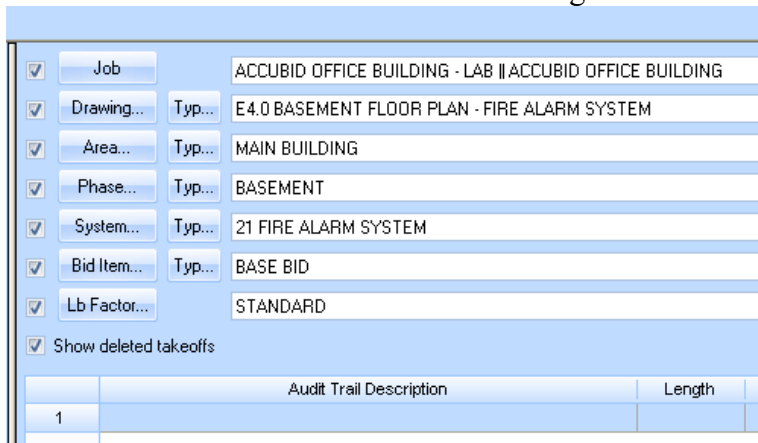 Job ACCUBID OFFICE BUILDING - LAB || ACCUBID OFFICE BUILDING
Drawing... Typ... E4.0 BASEMENT FLOOR PLAN - FIRE ALARM SYSTEM
Area... Typ... MAIN BUILDING
Phase... Typ... BASEMENT
System... Typ... 21 FIRE ALARM SYSTEM
Bid Item... Typ... BASE BID
Lb Factor... STANDARD
Show deleted takeoffs
Audit Trail Description Length
1